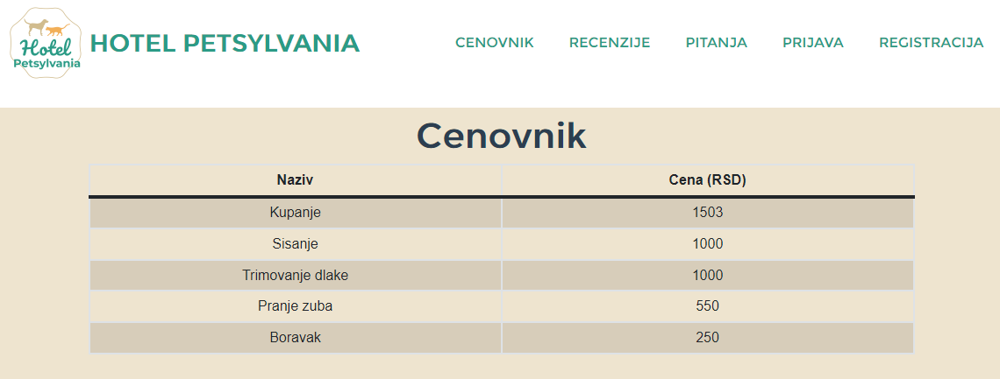 Hotel
Petsylvania
HOTEL PETSYLVANIA
CENOVNIK RECENZIJE PITANJA PRIJAVA REGISTRACIJA
Cenovnik
Naziv Cena (RSD)
Kupanje 1503
Sisanje 1000
Trimovanje dlake 1000
Pranje zuba 550
Boravak 250